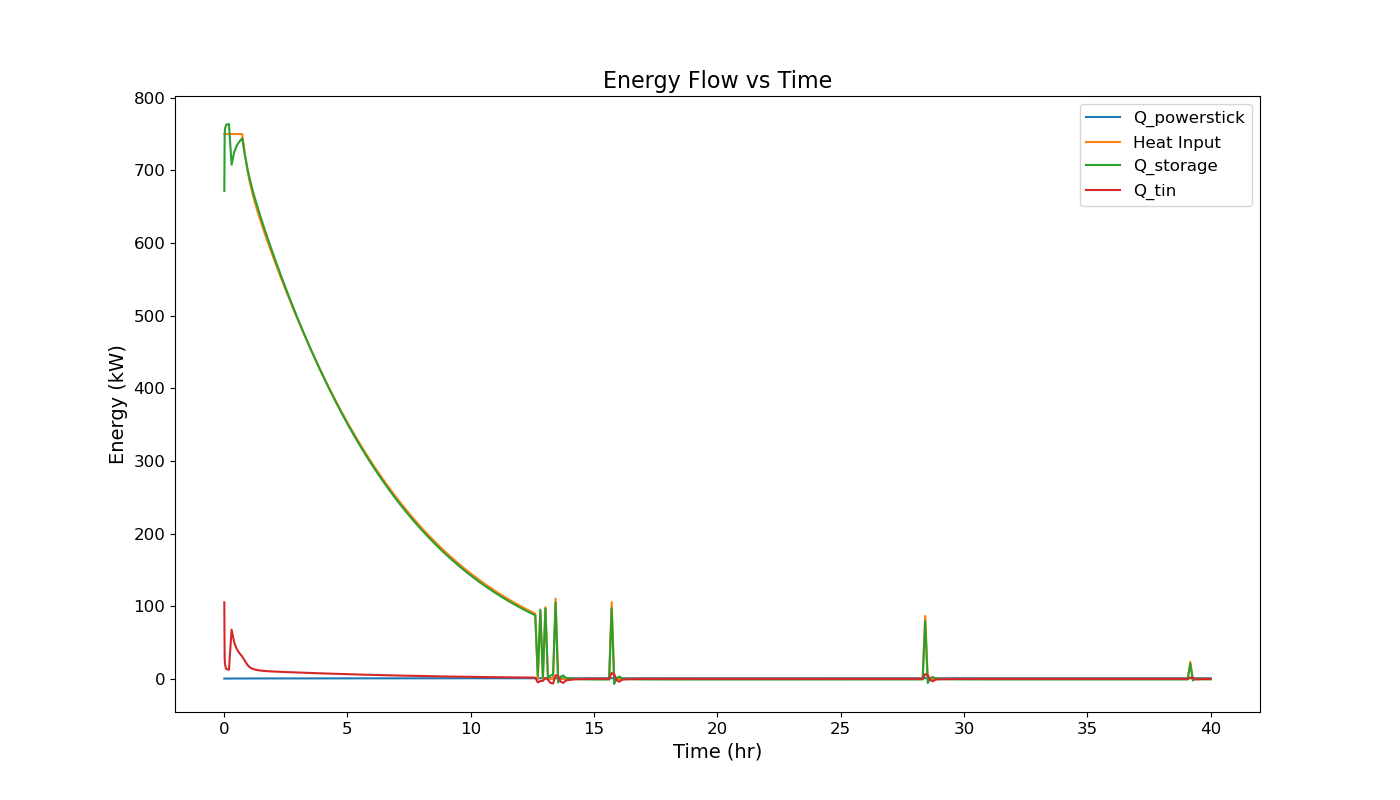 Energy Flow vs Time
Q_powerstick
Heat Input
Q_storage
Q_tin
Energy (kW)
800
700
600
500
400
300
200
100
0
0 5 10 15 20 25 30 35 40
Time (hr)